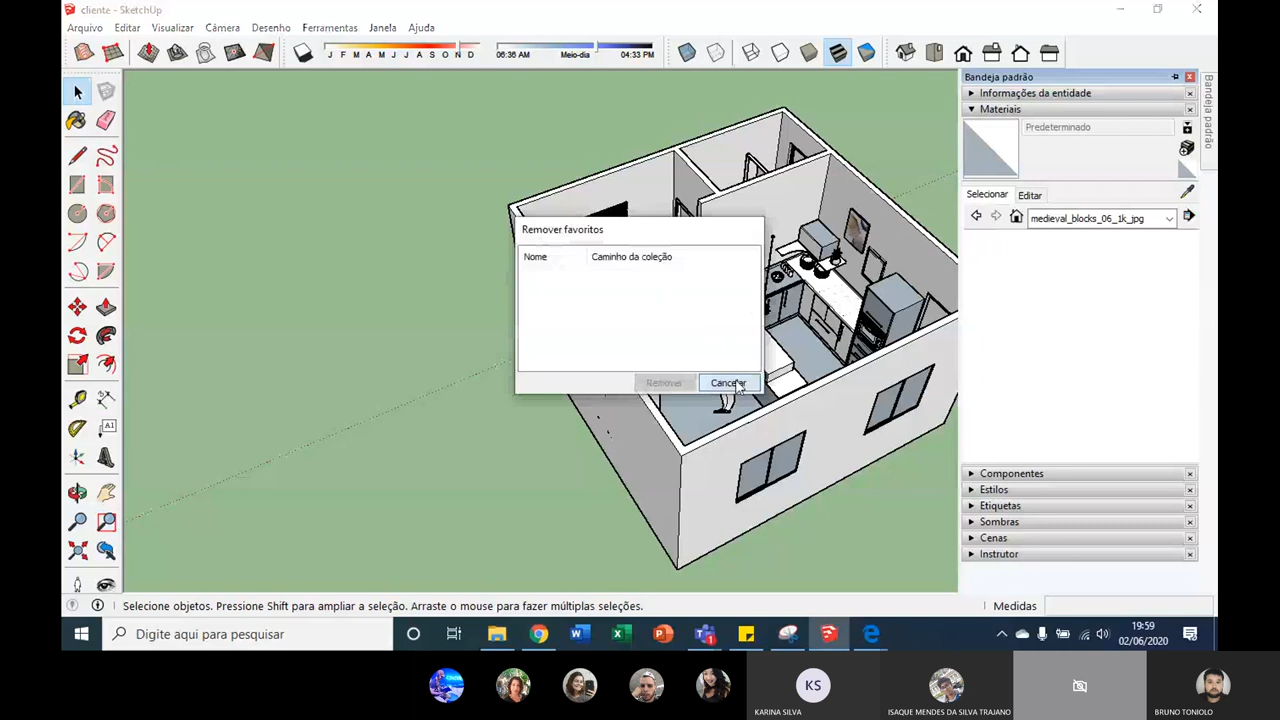 cliente - SketchUp
Arquivo Editar Visualizar Câmera Desenho Ferramentas Janela Ajuda
J F M A M J J A S O N D 06:36 AM Meio-dia 04:33 PM
Bandeja padrão
Informações da entidade
Materiais
Predeterminado
Bandeja padrão
Selecionar Editar
medieval_blocks_06_1k_jpg
Remover favoritos
Nome Caminho da coleção
Remover Cancelar
A1
Componentes
Estilos
Etiquetas
Sombras
Cenas
Instrutor
Selecione objetos. Pressione Shift para ampliar a seleção. Arraste o mouse para fazer múltiplas seleções.
Medidas
Digite aqui para pesquisar
19:59
02/06/2020
KS
KARINA SILVA
ISAQUE MENDES DA SILVA TRAJANO
BRUNO TONIOLO